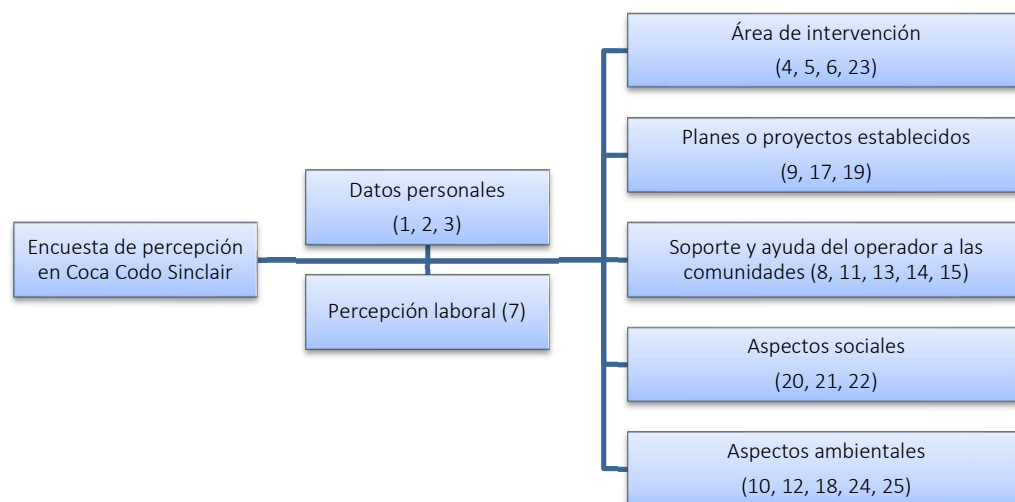 Encuesta de percepción
en Coca Codo Sinclair
Datos personales
(1, 2, 3)
Percepción laboral (7)
Área de intervención
(4, 5, 6, 23)
Planes o proyectos establecidos
(9, 17, 19)
Soporte y ayuda del operador a las
comunidades (8, 11, 13, 14, 15)
Aspectos sociales
(20, 21, 22)
Aspectos ambientales
(10, 12, 18, 24, 25)